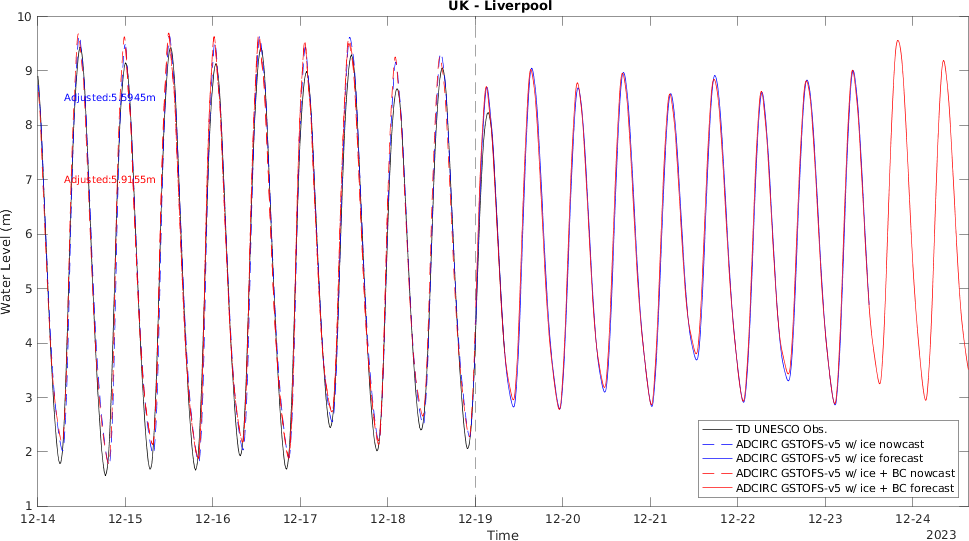 UK - Liverpool
10
9
8
7
6
5
4
3
2
1
Water Level (m)
Adjusted:5.5945m
Adjusted:5.9155m
TD UNESCO Obs.
ADCIRC GSTOFS-v5 w/ ice nowcast
ADCIRC GSTOFS-v5 w/ ice forecast
ADCIRC GSTOFS-v5 w/ ice + BC nowcast
ADCIRC GSTOFS-v5 w/ ice + BC forecast
12-14 12-15 12-16 12-17 12-18 12-19 12-20 12-21 12-22 12-23 12-24
Time
2023